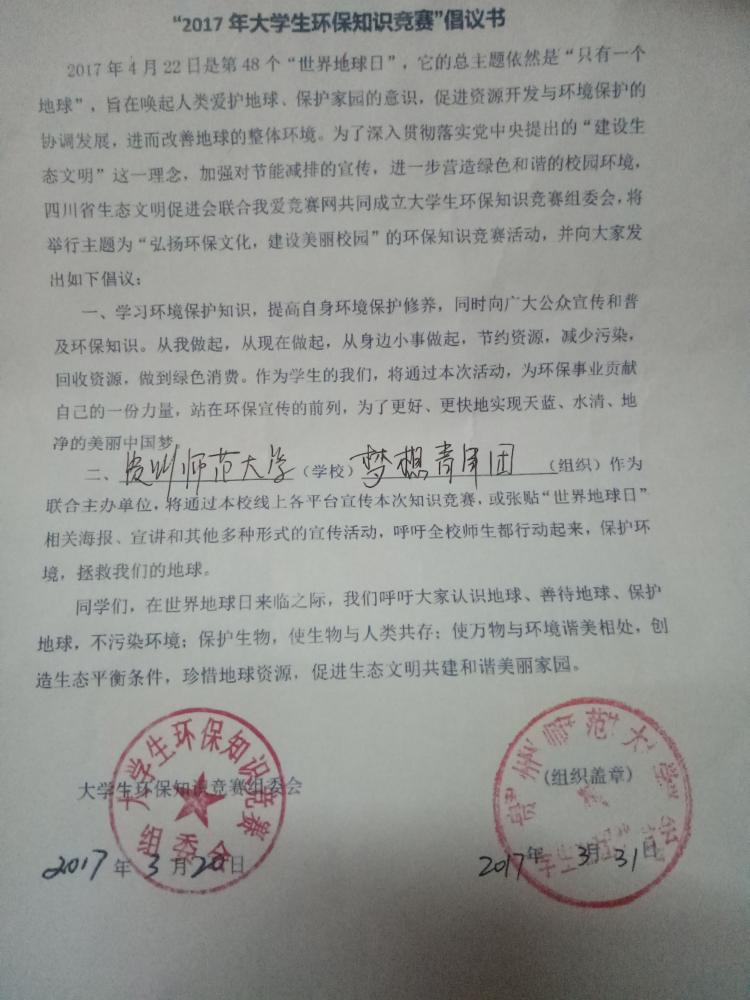 “2017年大学生环保知识竞赛”倡议书
2017年4月22日是第48个“世界地球日”，它的总主题依然是“只有一个
地球”，旨在唤起人类爱护地球、保护家园的意识，促进资源开发与环境保护的
协调发展，进而改善地球的整体环境。为了深入贯彻落实党中央提出的“建设生
态文明”这一理念，加强对节能减排的宣传，进一步营造绿色和谐的校园环境，
四川省生态文明促进会联合我爱竞赛网共同成立大学生环保知识竞赛组委会，将
举行主题为“弘扬环保文化，建设美丽校园”的环保知识竞赛活动，并向大家发
出如下倡议：
一、学习环境保护知识，提高自身环境保护修养，同时向广大公众宣传和普
及环保知识。从我做起，从现在做起，从身边小事做起，节约资源，减少污染，
回收资源，做到绿色消费。作为学生的我们，将通过本次活动，为环保事业贡献
自己的一份力量，站在环保宣传的前列，为了更好、更快地实现天蓝、水清、地
净的美丽中国梦。
二、贵州师范大学（学校）梦想青年团（组织）作为
联合主办单位，将通过本校线上各平台宣传本次知识竞赛，或张贴“世界地球日”
相关海报、宣讲和其他多种形式的宣传活动，呼吁全校师生都行动起来，保护环
境，拯救我们的地球。
同学们，在世界地球日来临之际，我们呼吁大家认识地球、善待地球、保护
地球，不污染环境；保护生物，使生物与人类共存；使万物与环境谐美相处，创
造生态平衡条件，珍惜地球资源，促进生态文明共建和谐美丽家园。
大学生环保知识竞赛组委会
大学生环保知识竞赛
组委会
2017年3月20日
（组织盖章）
贵州师范大学
学生
2017年3月31日